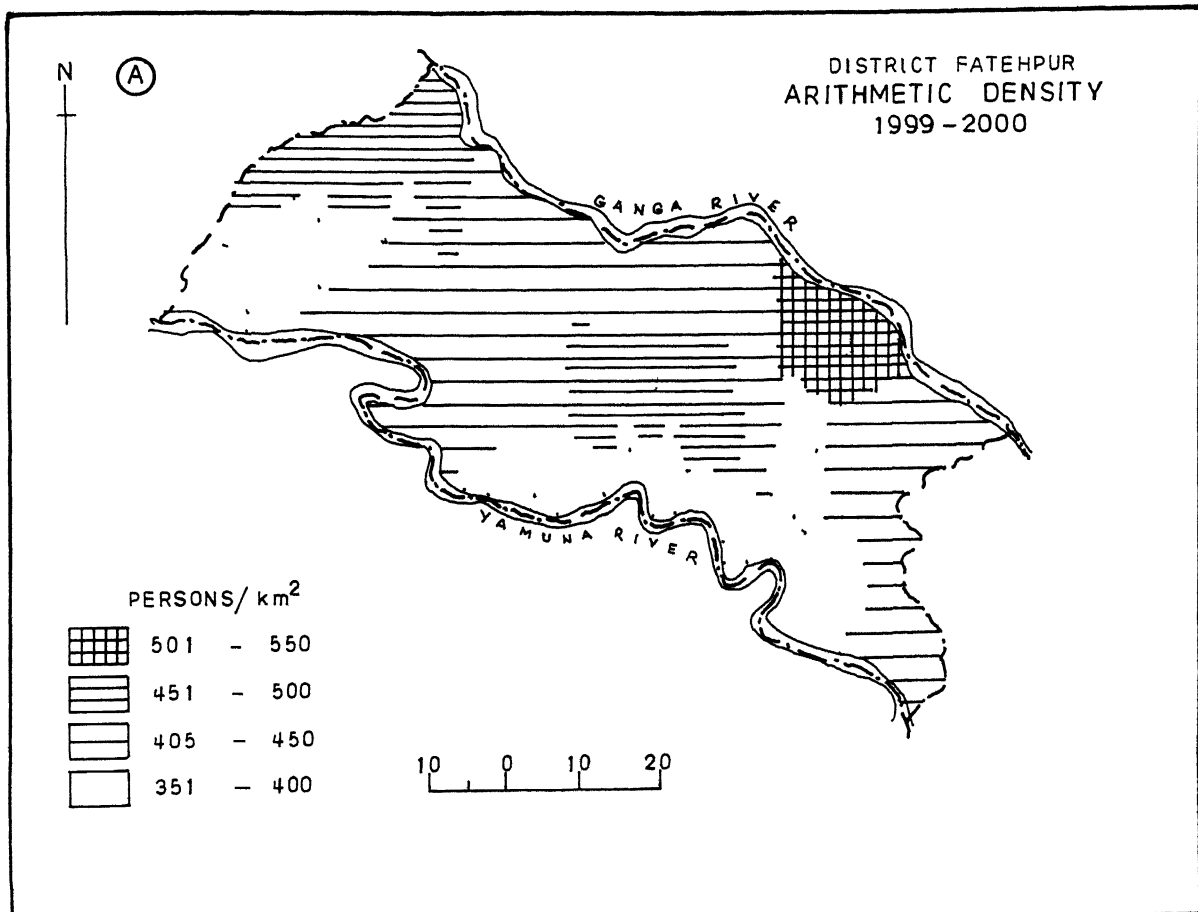 N
A
DISTRICT FATEHPUR
ARITHMETIC DENSITY
1999-2000
GANGA RIVER
YAMUNA RIVER
PERSONS/km²
501 - 550
451 - 500
405 - 450
351 - 400
10 0 10 20